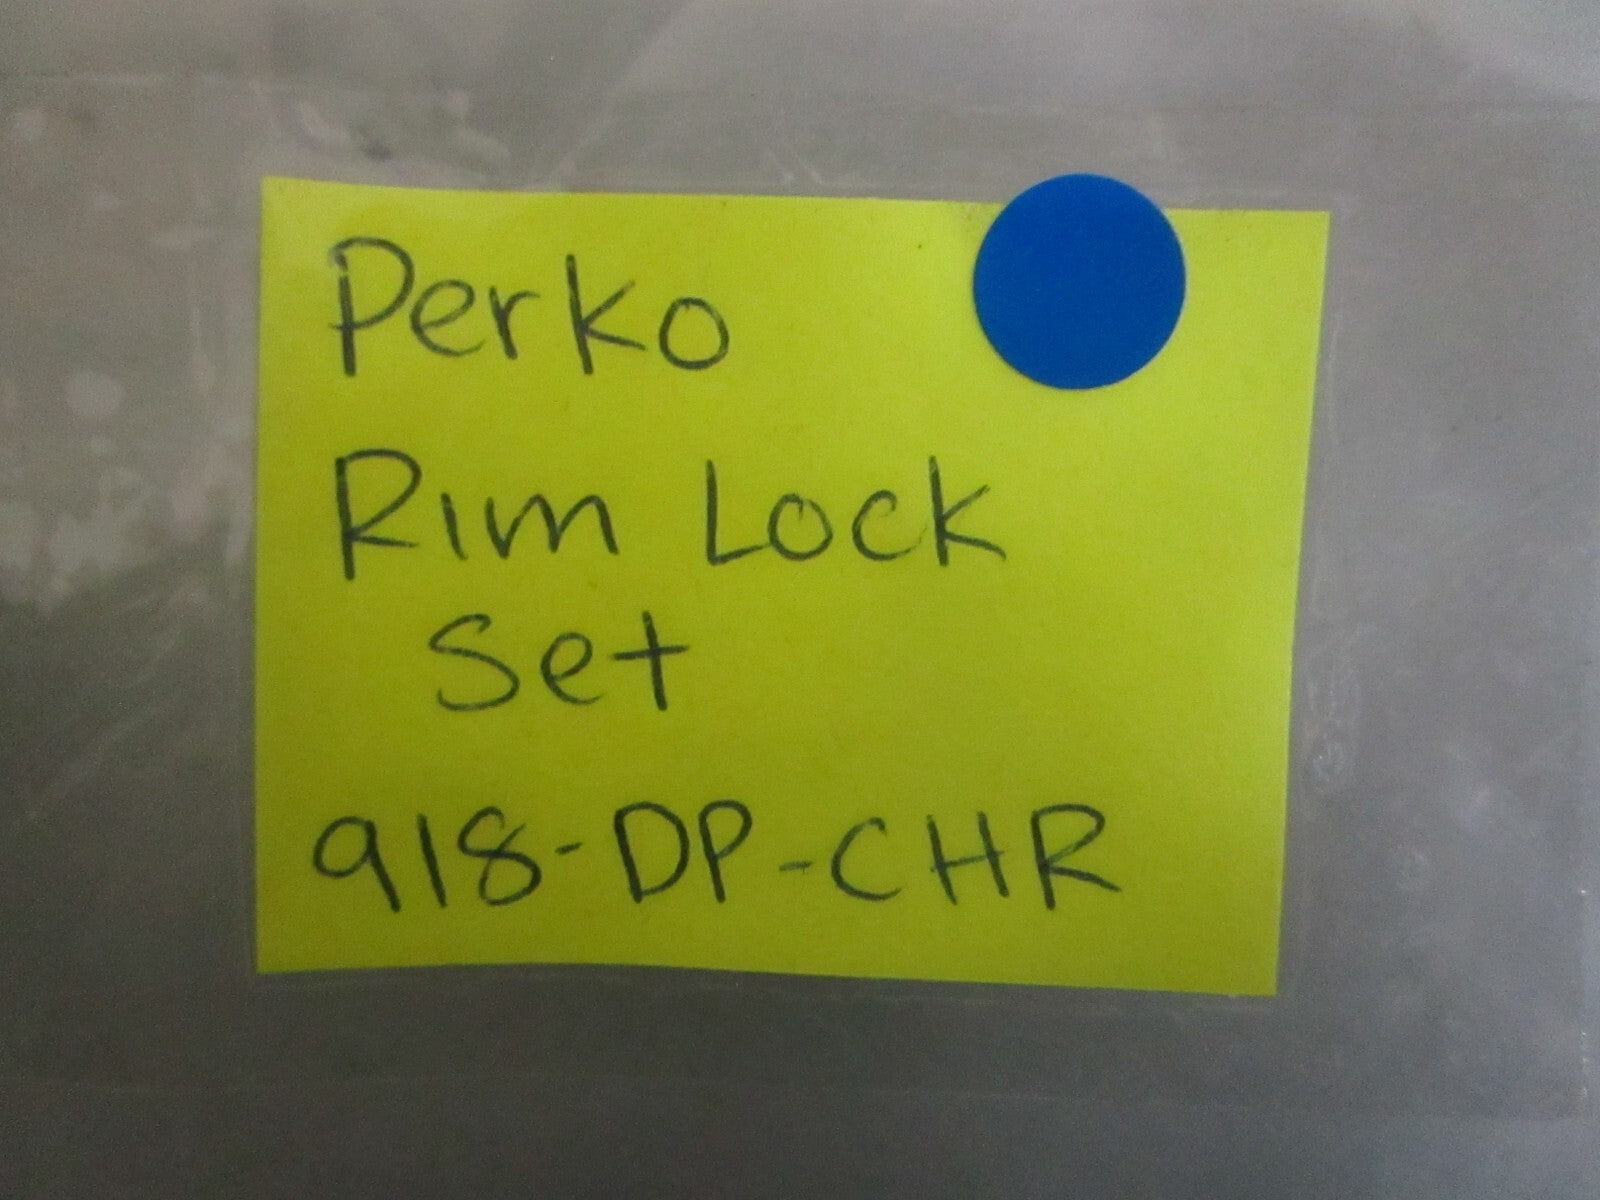 Perko
Rim Lock
Set
918-DP-CHR